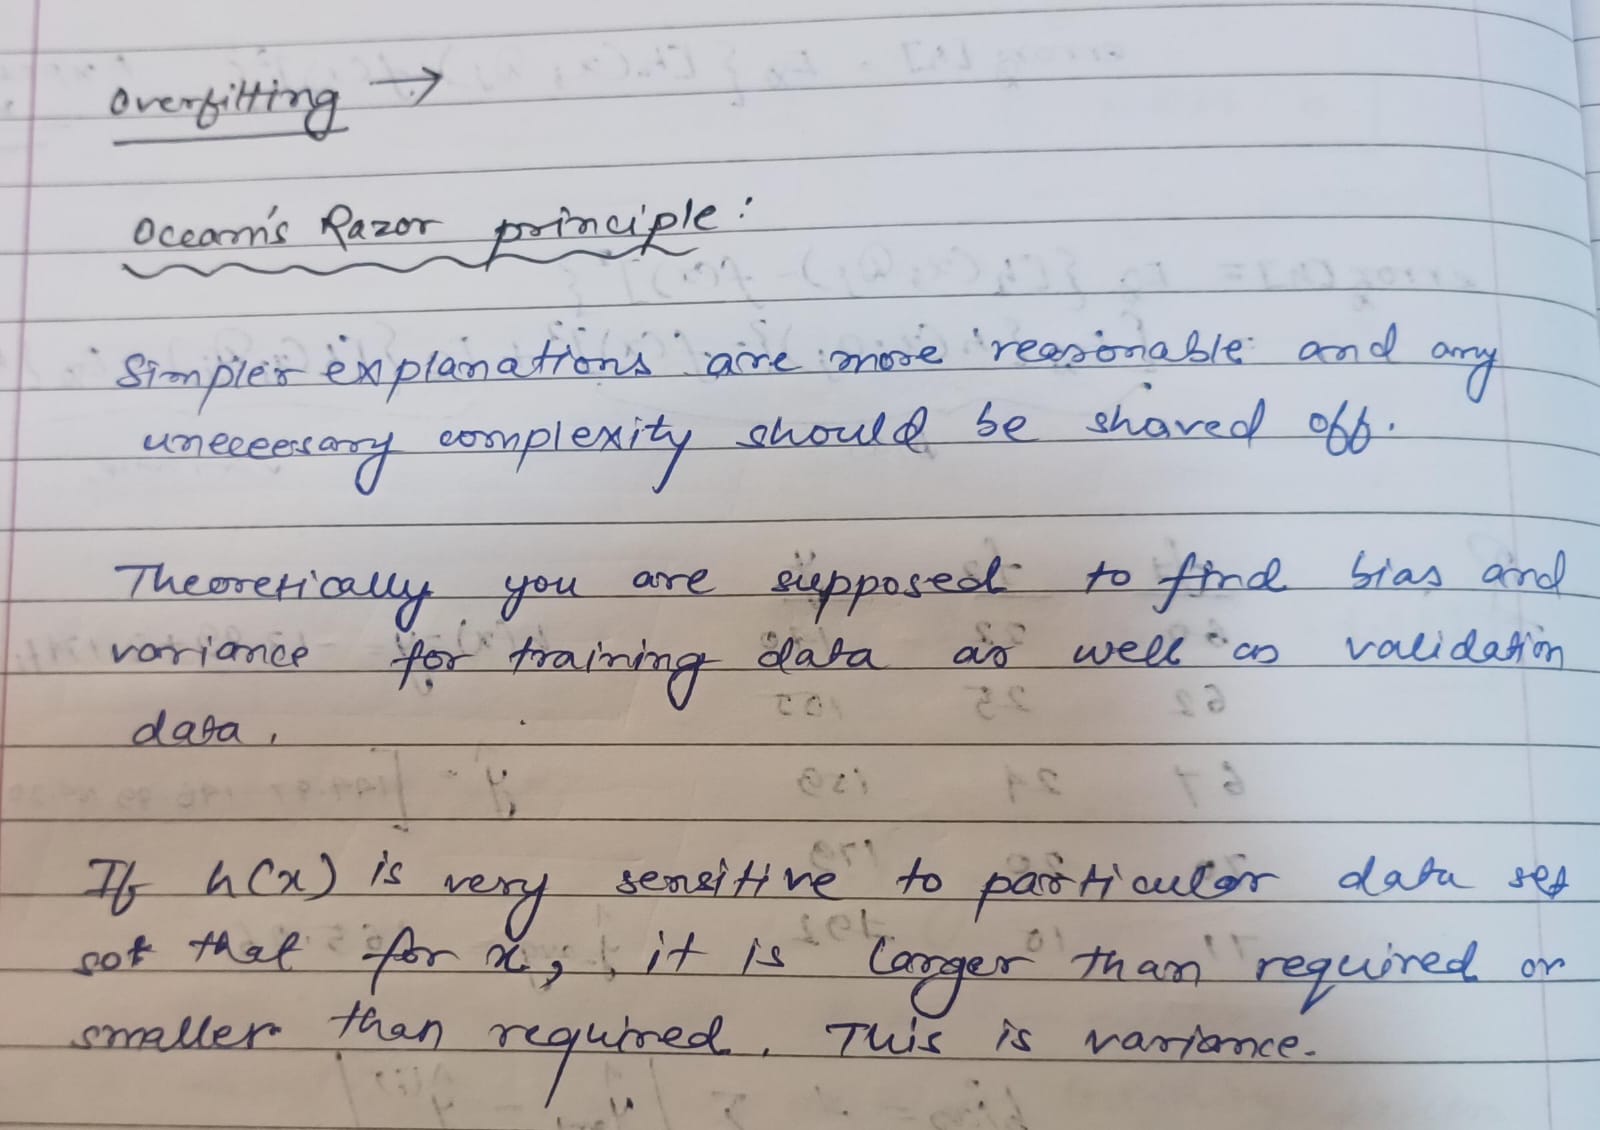 Overfitting →
Occam's Razor principle:
Simpler explanations are more reasonable and any
uneccessary complexity should be shaved off.
Theoretically you are supposed to find bias and
variance for training data as well as validation
data.
If h(x) is very sensitive to particular data set
sot that for x, it is larger than required or
smaller than required. This is variance.